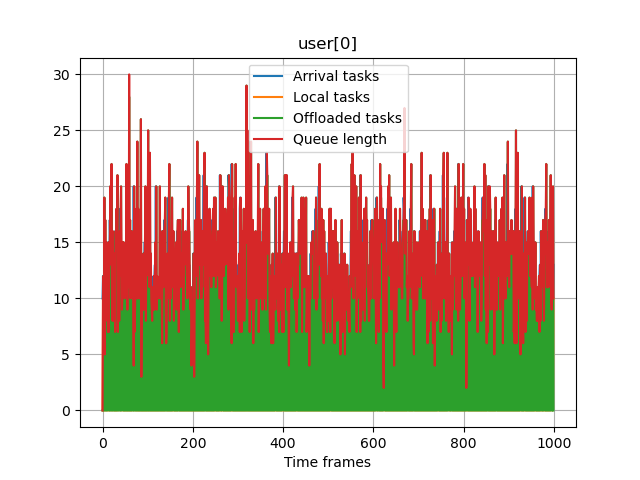 user[0]
Arrival tasks
Local tasks
Offloaded tasks
Queue length
30
25
20
15
10
5
0
0 200 400 600 800 1000
Time frames